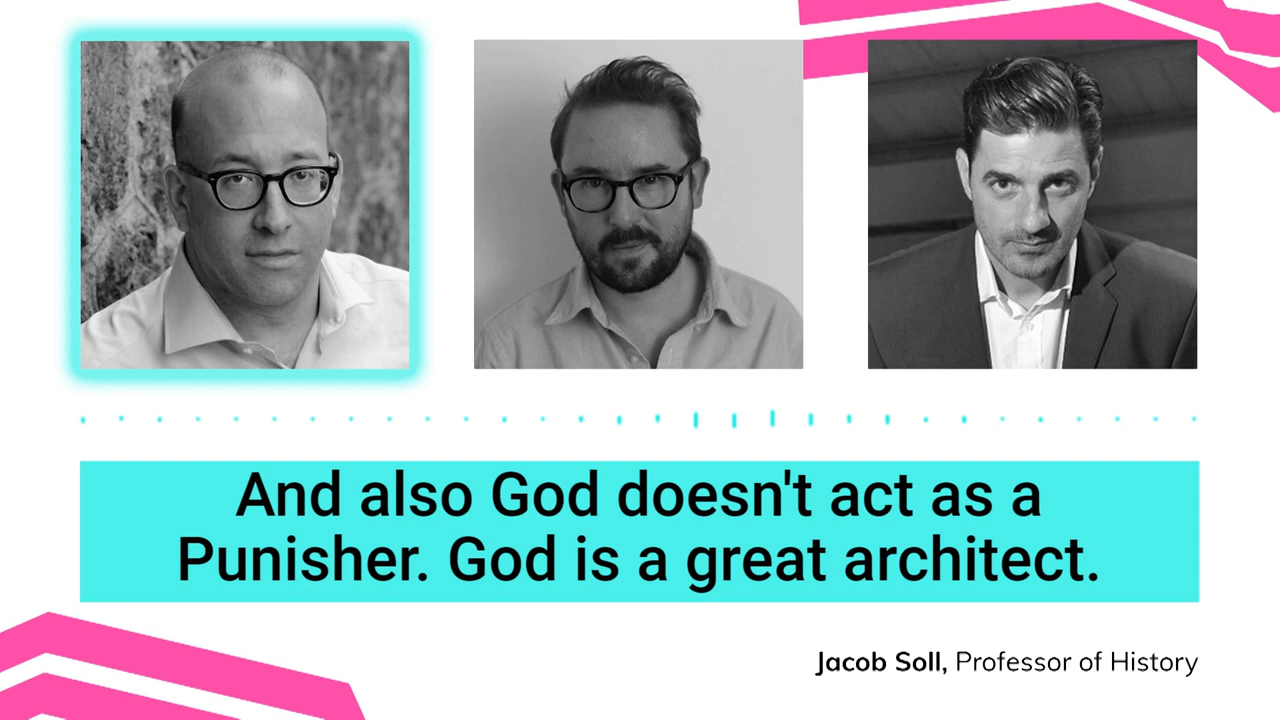 And also God doesn't act as a
Punisher. God is a great architect.
Jacob Soll, Professor of History